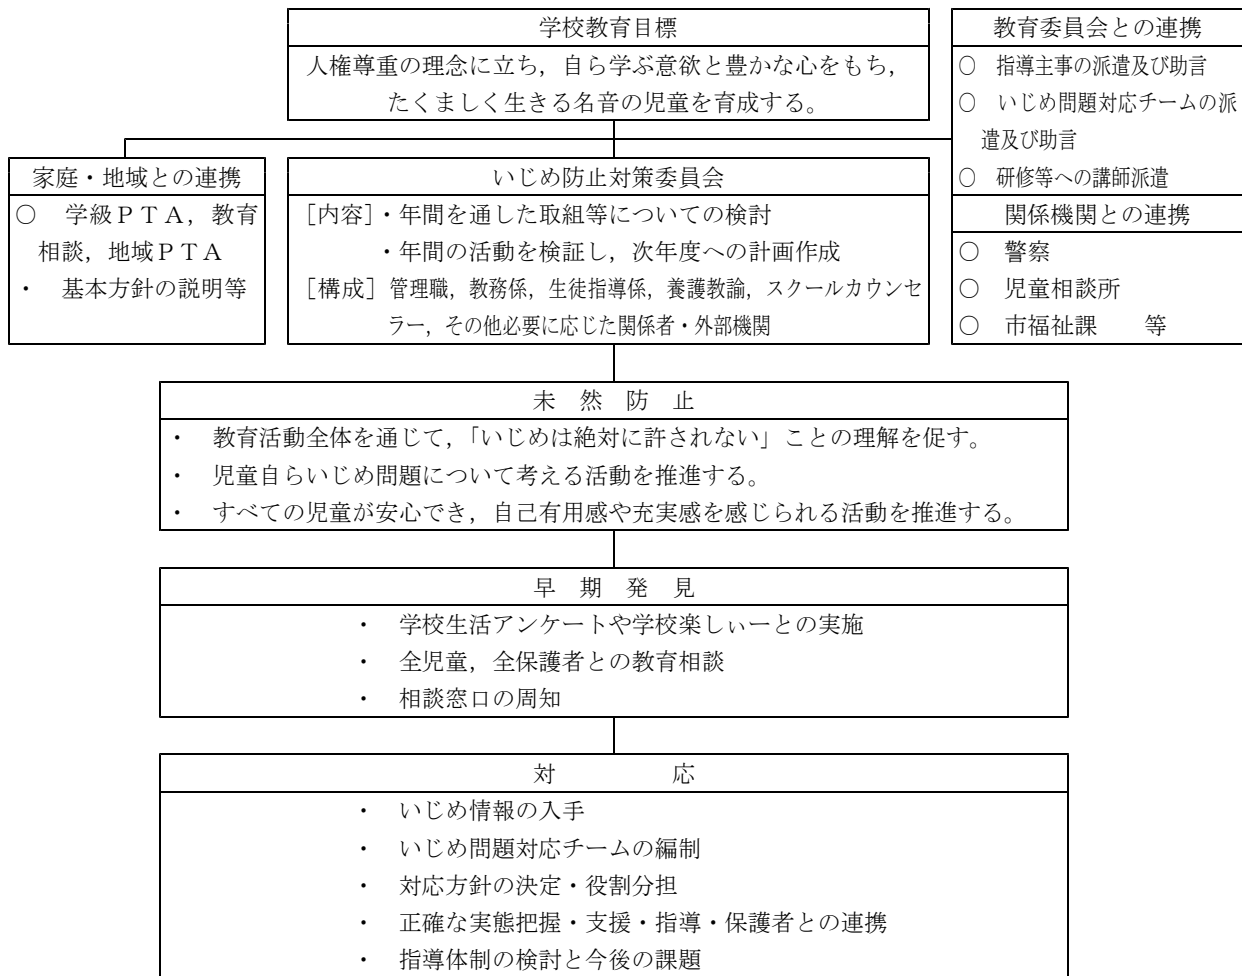 学校教育目標
人権尊重の理念に立ち，自ら学ぶ意欲と豊かな心をもち，
たくましく生きる名音の児童を育成する。
教育委員会との連携
○　指導主事の派遣及び助言
○　いじめ問題対応チームの派
遣及び助言
○　研修等への講師派遣
関係機関との連携
○　警察
○　児童相談所
○　市福祉課　　等
家庭・地域との連携
○　学級ＰＴＡ，教育
相談，地域ＰＴＡ
・　基本方針の説明等
いじめ防止対策委員会
［内容］・年間を通した取組等についての検討
・年間の活動を検証し，次年度への計画作成
［構成］管理職，教務係，生徒指導係，養護教諭，スクールカウンセ
ラー，その他必要に応じた関係者・外部機関
未　然　防　止
・　教育活動全体を通じて，「いじめは絶対に許されない」ことの理解を促す。
・　児童自らいじめ問題について考える活動を推進する。
・　すべての児童が安心でき，自己有用感や充実感を感じられる活動を推進する。
早　期　発　見
・　学校生活アンケートや学校楽しぃーとの実施
・　全児童，全保護者との教育相談
・　相談窓口の周知
対　　　　　応
・　いじめ情報の入手
・　いじめ問題対応チームの編制
・　対応方針の決定・役割分担
・　正確な実態把握・支援・指導・保護者との連携
・　指導体制の検討と今後の課題